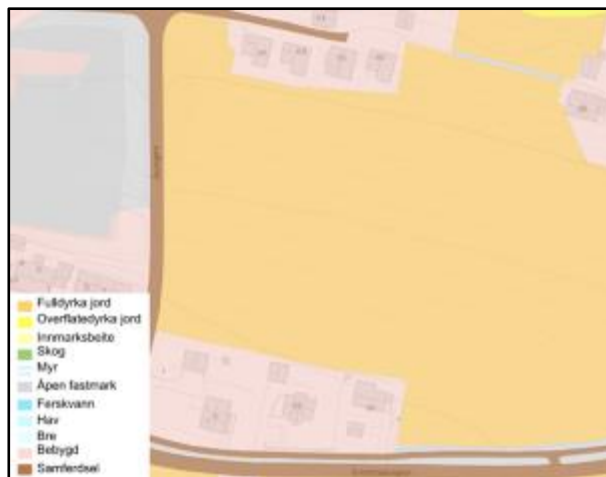 Fulldyrka jord
Overflatedyrka jord
Innmarksbeite
Skog
Myr
Åpen fastmark
Ferskvann
Hav
Bre
Bebygd
Samferdsel